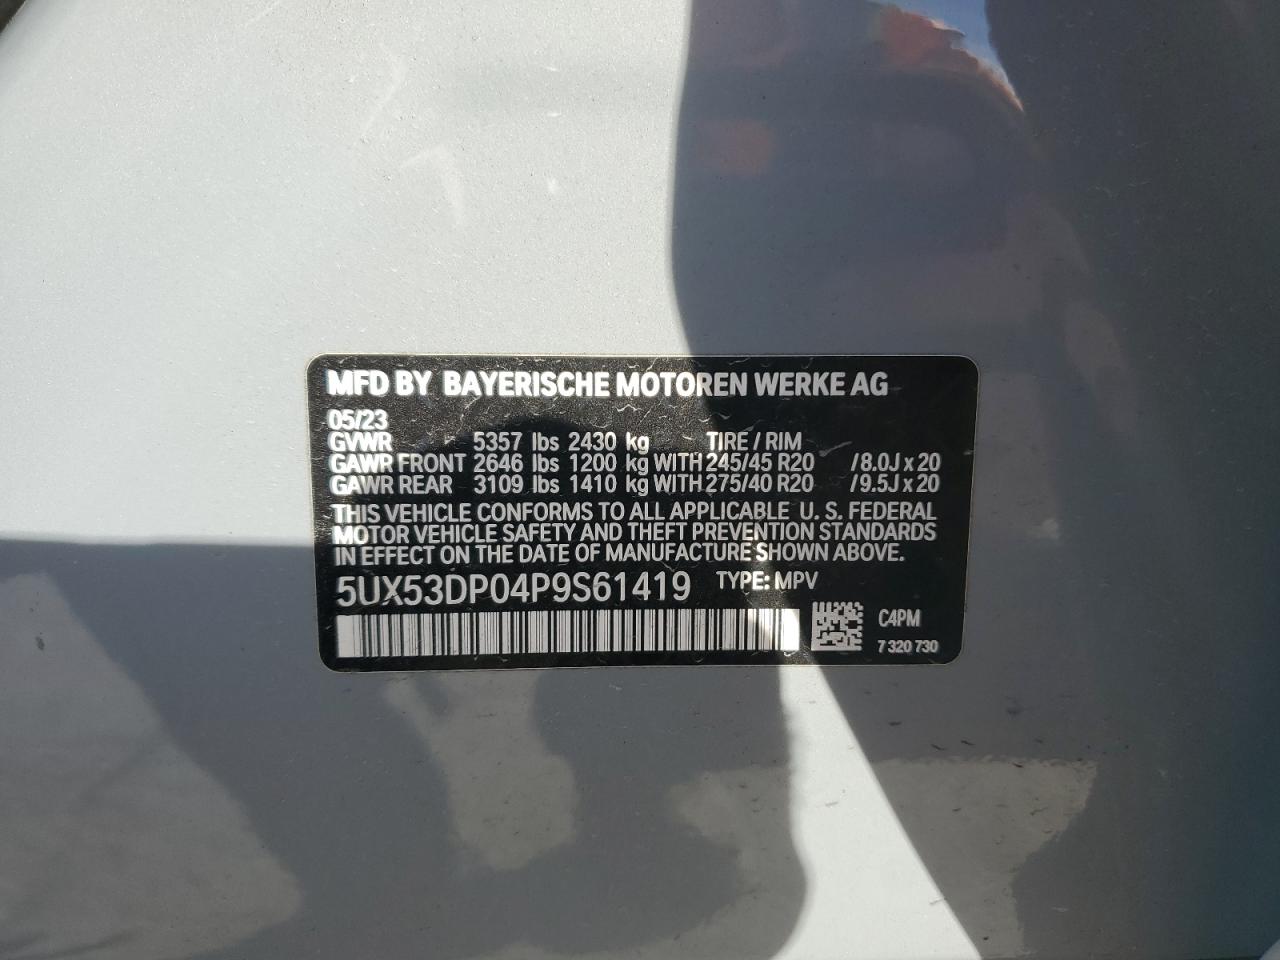 MFD BY BAYERISCHE MOTOREN WERKE AG
05/23
GVWR 5357 lbs 2430 kg TIRE / RIM
GAWR FRONT 2646 lbs 1200 kg WITH 245/45 R20 /8.0J x 20
GAWR REAR 3109 lbs 1410 kg WITH 275/40 R20 /9.5J x 20
THIS VEHICLE CONFORMS TO ALL APPLICABLE U. S. FEDERAL
MOTOR VEHICLE SAFETY AND THEFT PREVENTION STANDARDS
IN EFFECT ON THE DATE OF MANUFACTURE SHOWN ABOVE.
5UX53DP04P9S61419 TYPE: MPV
C4PM
7 320 730